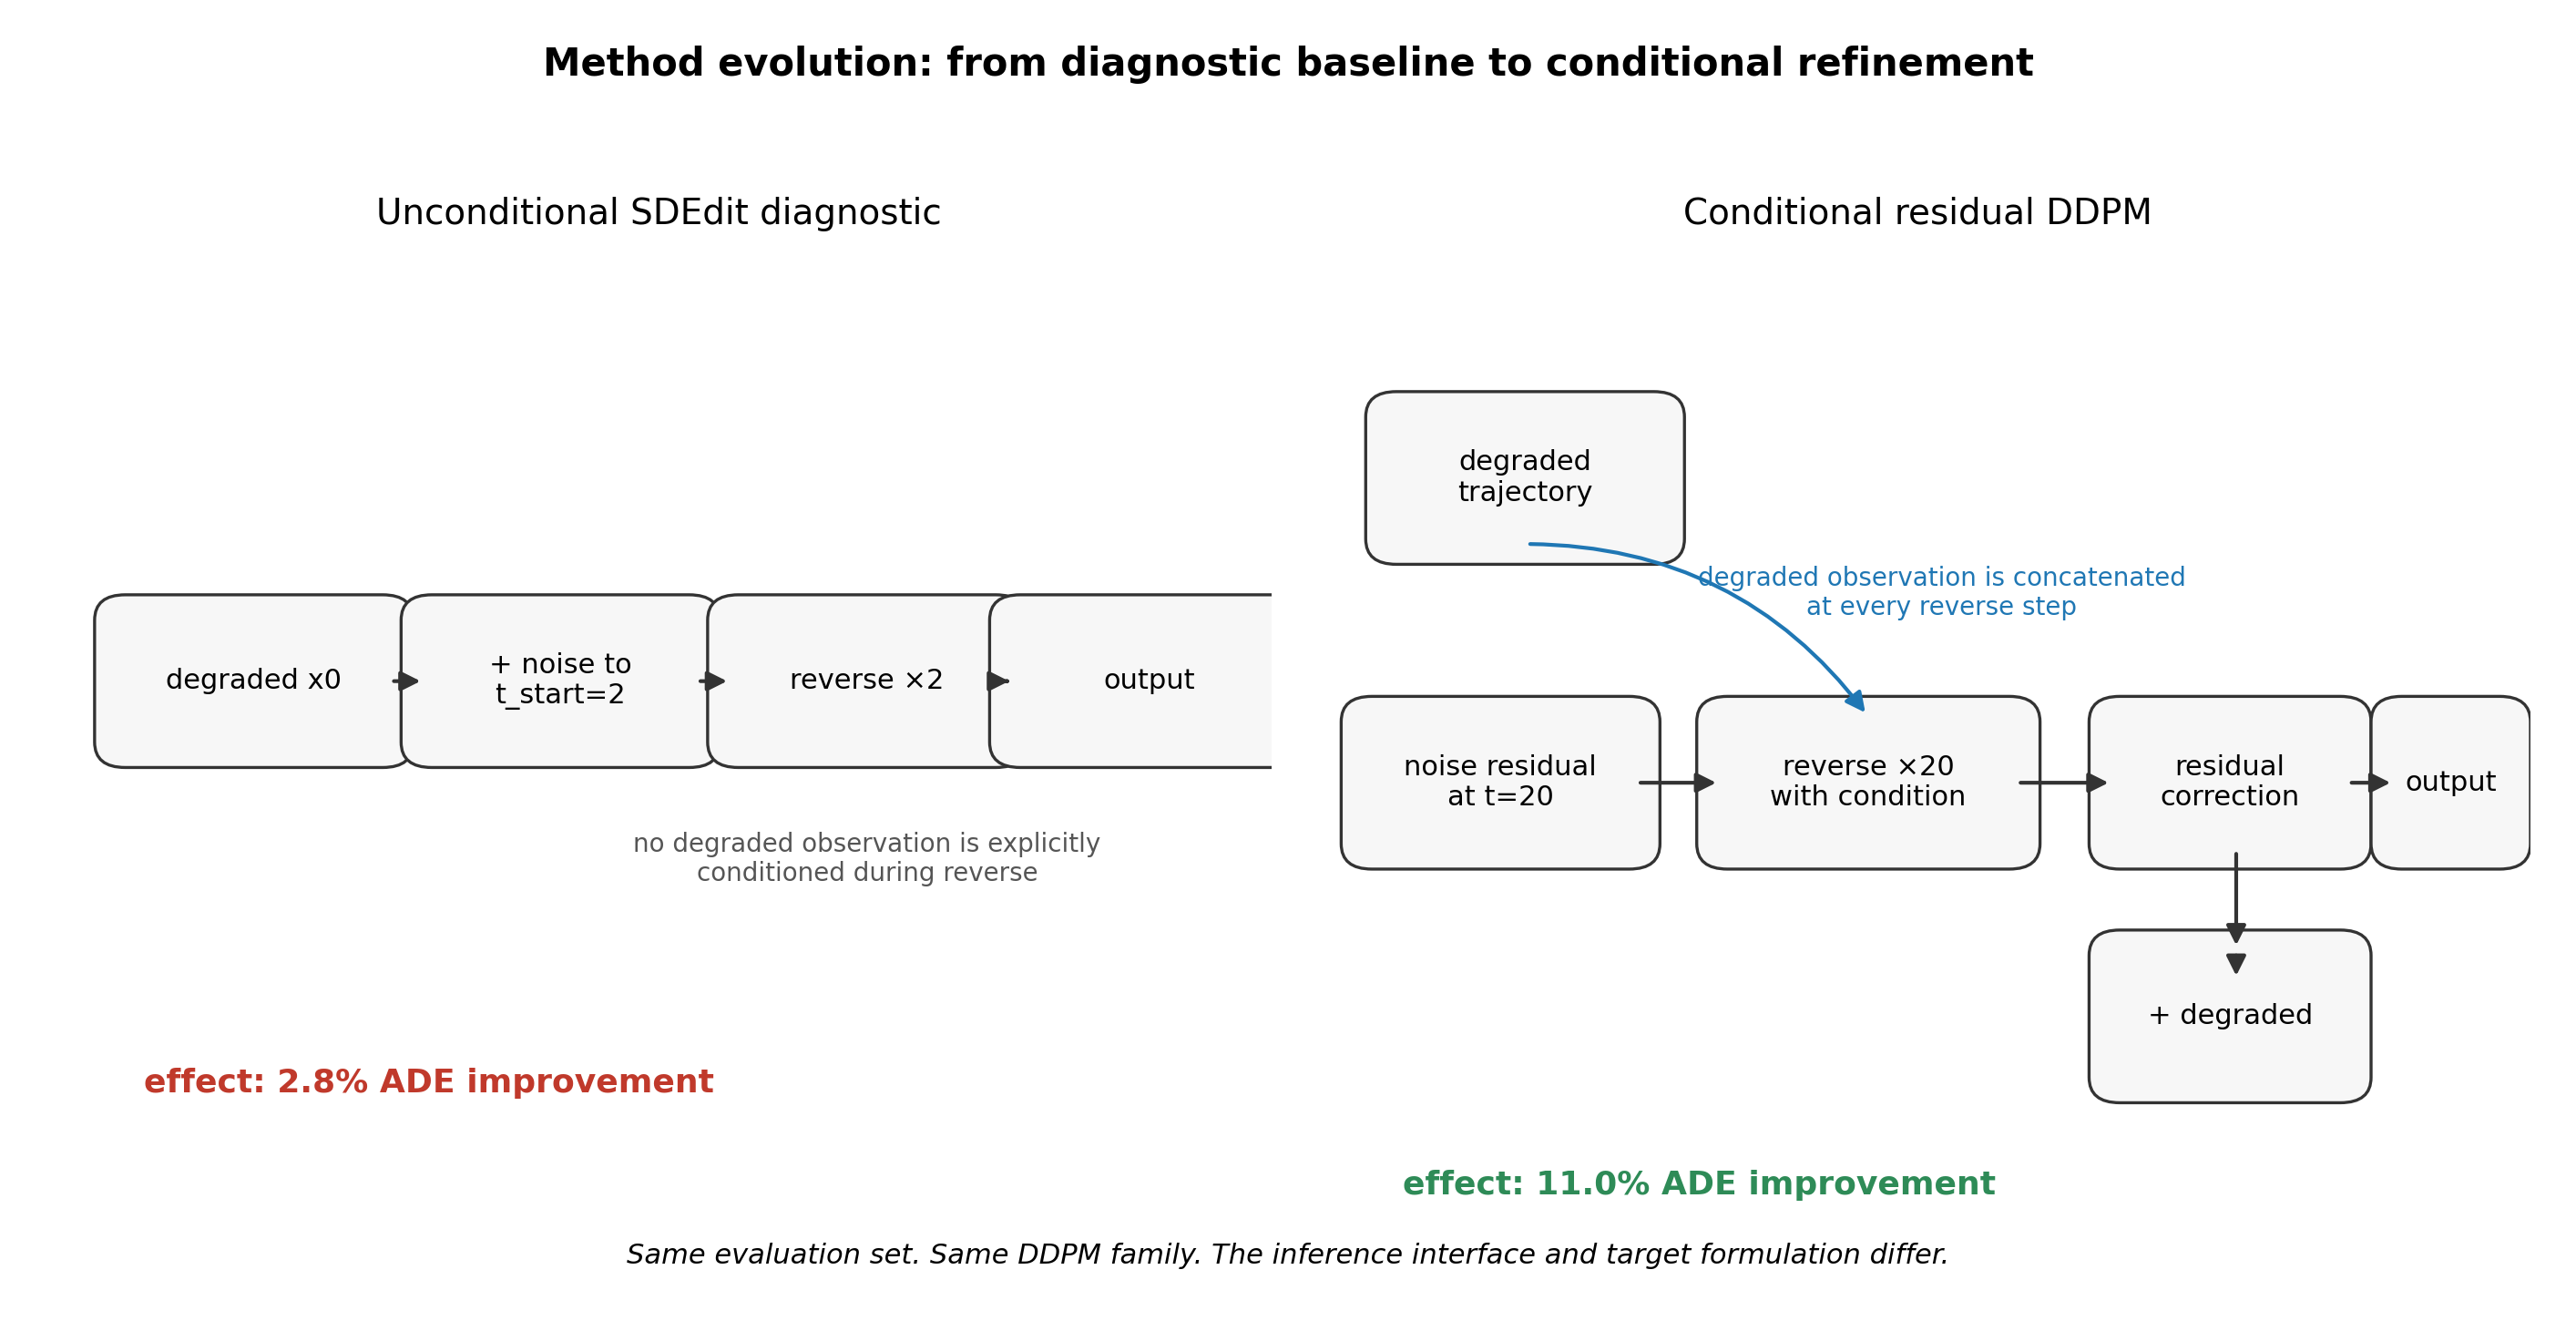 Method evolution: from diagnostic baseline to conditional refinement
Unconditional SDEdit diagnostic
degraded x0
+ noise to
t_start=2
reverse ×2
output
no degraded observation is explicitly
conditioned during reverse
effect: 2.8% ADE improvement
Conditional residual DDPM
degraded
trajectory
degraded observation is concatenated
at every reverse step
noise residual
at t=20
reverse ×20
with condition
residual
correction
output
+ degraded
effect: 11.0% ADE improvement
Same evaluation set. Same DDPM family. The inference interface and target formulation differ.